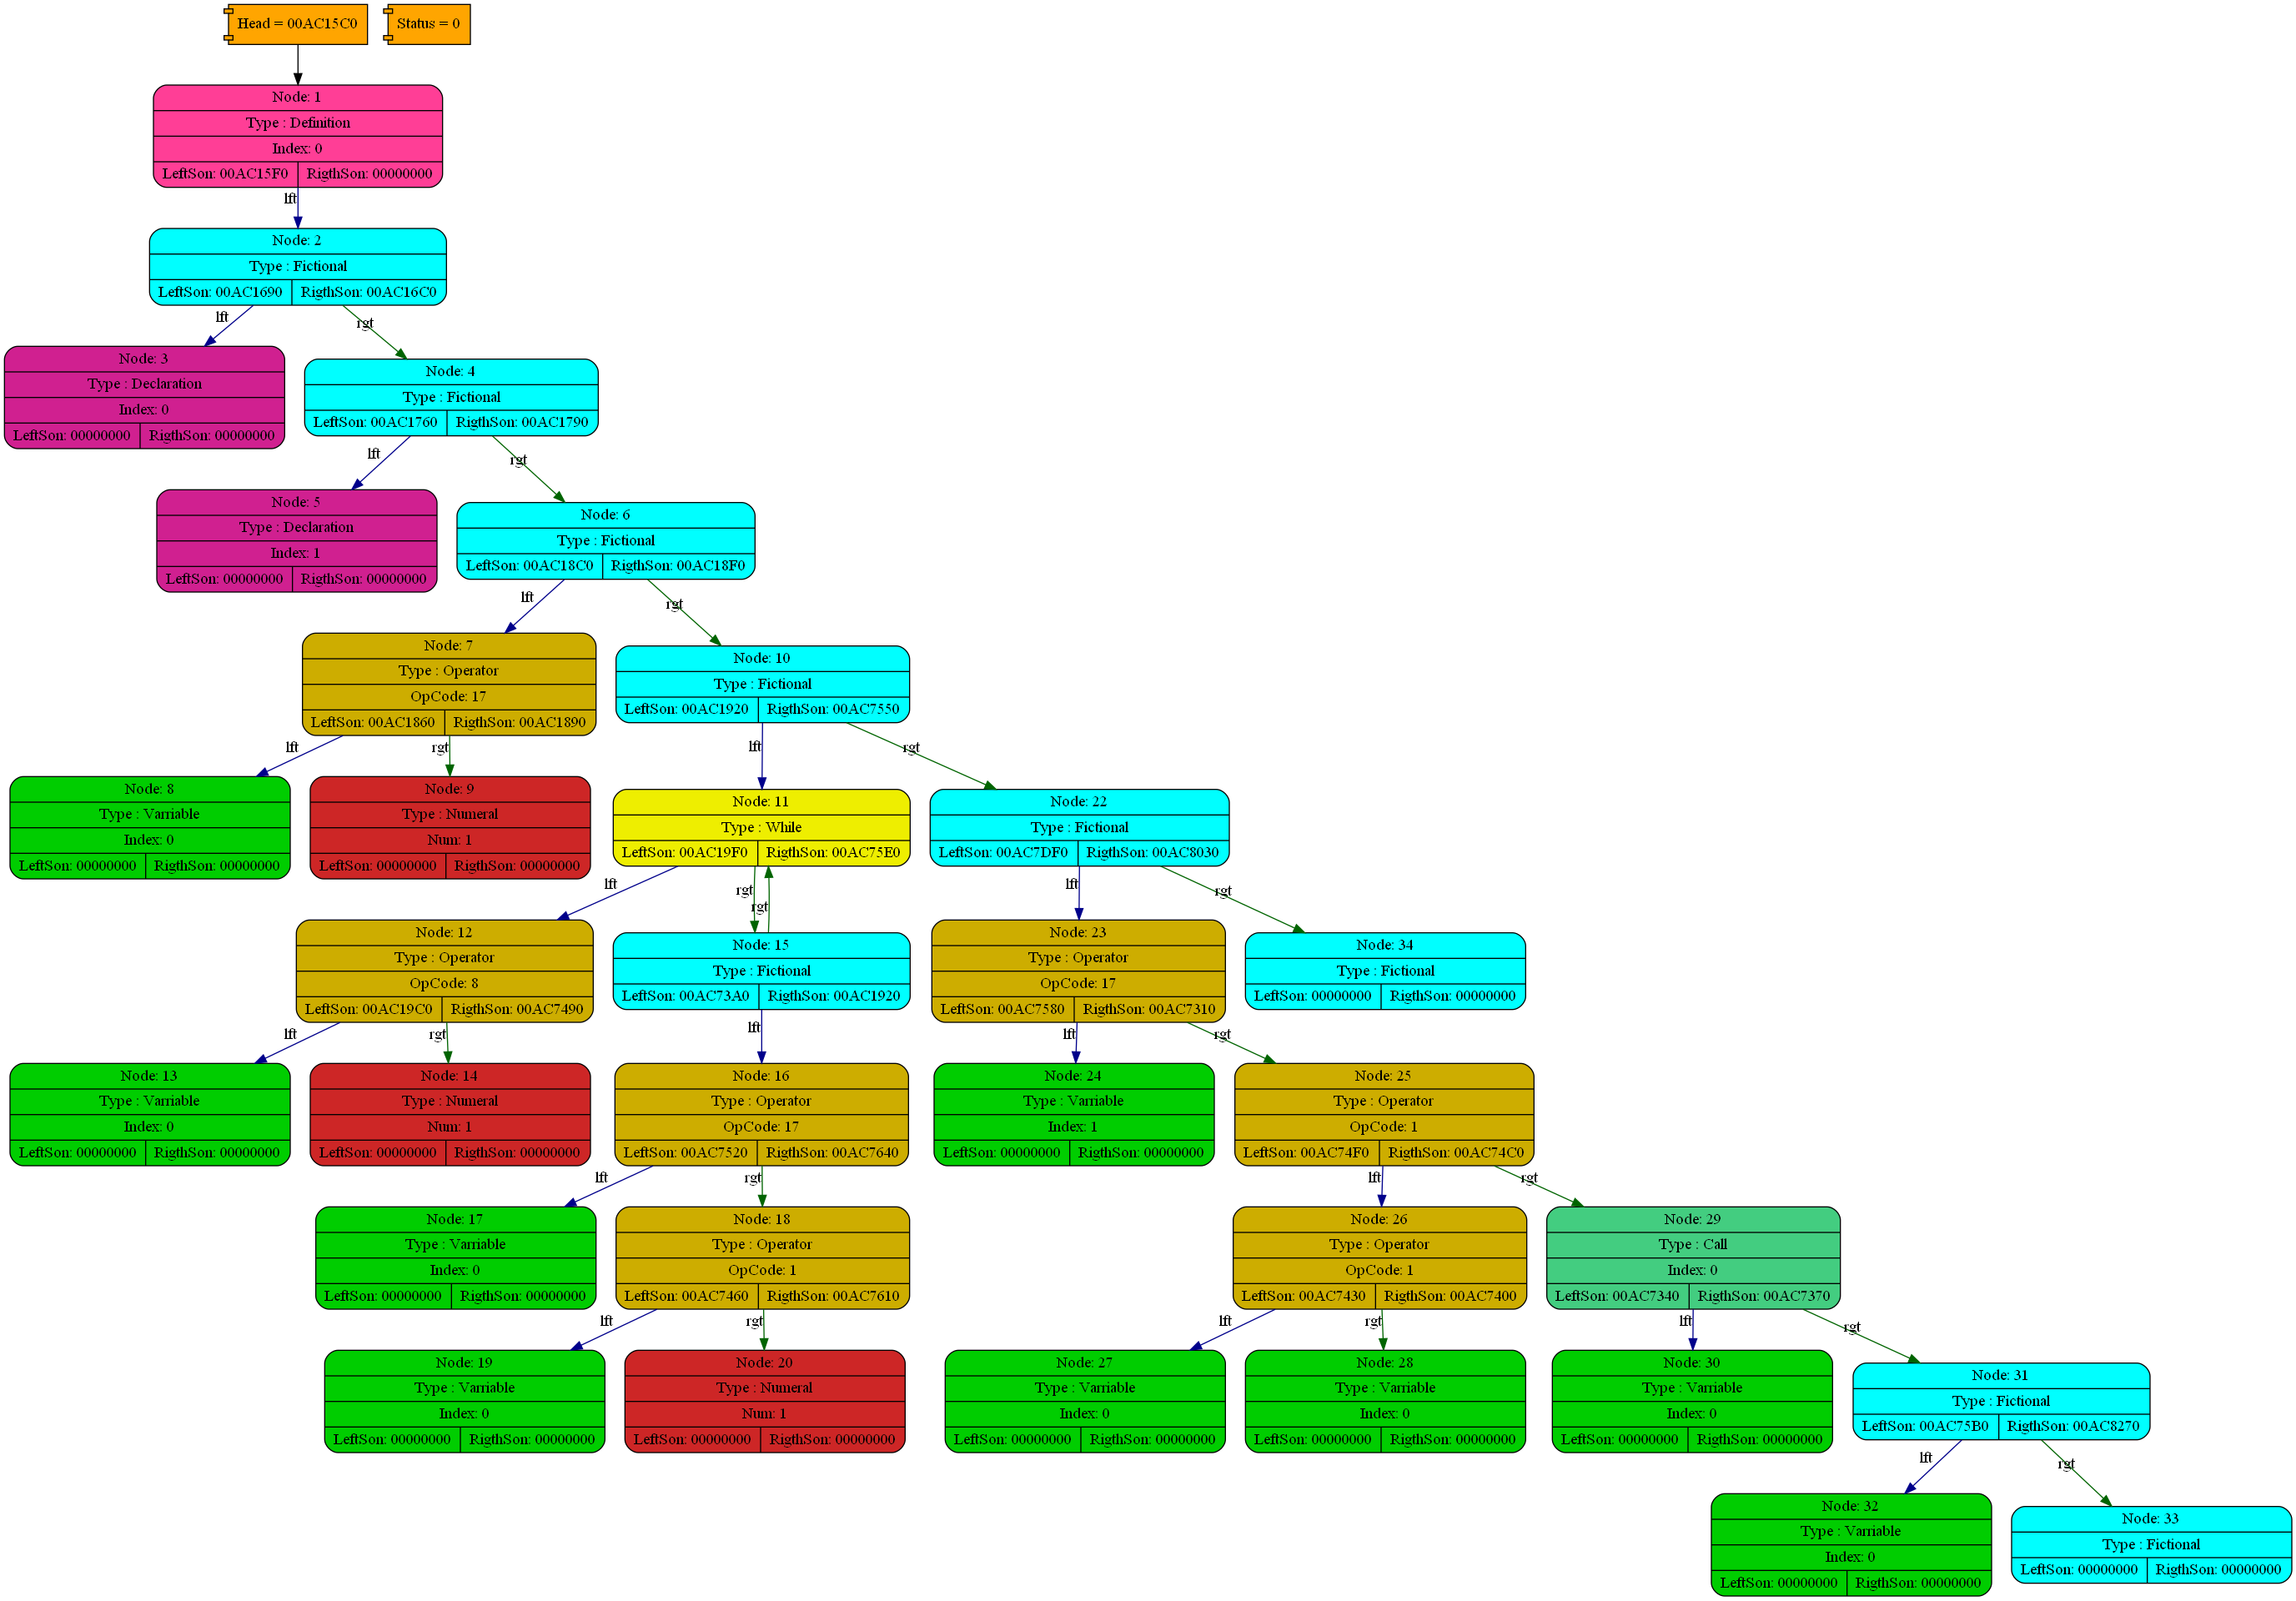 Head = 00AC15C0
Status = 0
Node: 1
Type : Definition
Index: 0
LeftSon: 00AC15F0 RigthSon: 00000000
lft
Node: 2
Type : Fictional
LeftSon: 00AC1690 RigthSon: 00AC16C0
lft
rgt
Node: 3
Type : Declaration
Index: 0
LeftSon: 00000000 RigthSon: 00000000
Node: 4
Type : Fictional
LeftSon: 00AC1760 RigthSon: 00AC1790
lft
rgt
Node: 5
Type : Declaration
Index: 1
LeftSon: 00000000 RigthSon: 00000000
Node: 6
Type : Fictional
LeftSon: 00AC18C0 RigthSon: 00AC18F0
lft
rgt
Node: 7
Type : Operator
OpCode: 17
LeftSon: 00AC1860 RigthSon: 00AC1890
lft
rgt
Node: 10
Type : Fictional
LeftSon: 00AC1920 RigthSon: 00AC7550
lft
rgt
Node: 8
Type : Varriable
Index: 0
LeftSon: 00000000 RigthSon: 00000000
Node: 9
Type : Numeral
Num: 1
LeftSon: 00000000 RigthSon: 00000000
Node: 11
Type : While
LeftSon: 00AC19F0 RigthSon: 00AC75E0
lft
rgt
rgt
Node: 22
Type : Fictional
LeftSon: 00AC7DF0 RigthSon: 00AC8030
lft
rgt
Node: 12
Type : Operator
OpCode: 8
LeftSon: 00AC19C0 RigthSon: 00AC7490
lft
rgt
Node: 15
Type : Fictional
LeftSon: 00AC73A0 RigthSon: 00AC1920
lft
Node: 23
Type : Operator
OpCode: 17
LeftSon: 00AC7580 RigthSon: 00AC7310
lft
rgt
Node: 34
Type : Fictional
LeftSon: 00000000 RigthSon: 00000000
Node: 13
Type : Varriable
Index: 0
LeftSon: 00000000 RigthSon: 00000000
Node: 14
Type : Numeral
Num: 1
LeftSon: 00000000 RigthSon: 00000000
Node: 16
Type : Operator
OpCode: 17
LeftSon: 00AC7520 RigthSon: 00AC7640
lft
rgt
Node: 24
Type : Varriable
Index: 1
LeftSon: 00000000 RigthSon: 00000000
Node: 25
Type : Operator
OpCode: 1
LeftSon: 00AC74F0 RigthSon: 00AC74C0
lft
rgt
Node: 17
Type : Varriable
Index: 0
LeftSon: 00000000 RigthSon: 00000000
Node: 18
Type : Operator
OpCode: 1
LeftSon: 00AC7460 RigthSon: 00AC7610
lft
rgt
Node: 26
Type : Operator
OpCode: 1
LeftSon: 00AC7430 RigthSon: 00AC7400
lft
rgt
Node: 29
Type : Call
Index: 0
LeftSon: 00AC7340 RigthSon: 00AC7370
lft
rgt
Node: 19
Type : Varriable
Index: 0
LeftSon: 00000000 RigthSon: 00000000
Node: 20
Type : Numeral
Num: 1
LeftSon: 00000000 RigthSon: 00000000
Node: 27
Type : Varriable
Index: 0
LeftSon: 00000000 RigthSon: 00000000
Node: 28
Type : Varriable
Index: 0
LeftSon: 00000000 RigthSon: 00000000
Node: 30
Type : Varriable
Index: 0
LeftSon: 00000000 RigthSon: 00000000
Node: 31
Type : Fictional
LeftSon: 00AC75B0 RigthSon: 00AC8270
lft
rgt
Node: 32
Type : Varriable
Index: 0
LeftSon: 00000000 RigthSon: 00000000
Node: 33
Type : Fictional
LeftSon: 00000000 RigthSon: 00000000